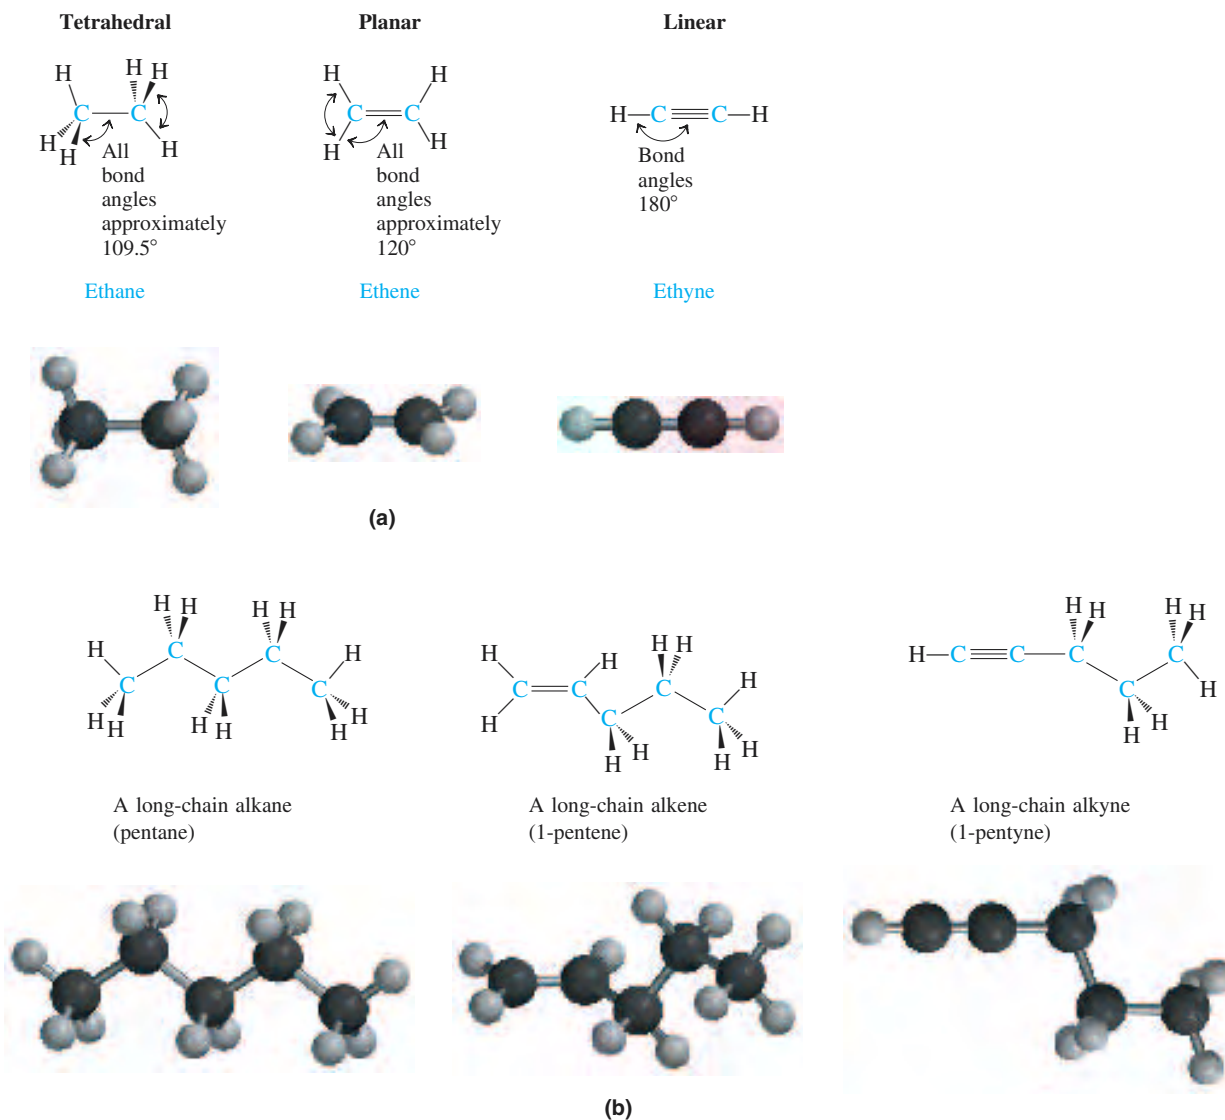 Tetrahedral
Planar
Linear
H H H
C C
H H H
All
bond
angles
approximately
109.5°
Ethane
H H
C C
H H
All
bond
angles
approximately
120°
Ethene
H C C H
Bond
angles
180°
Ethyne
(a)
H H H H
H C C H
C C C
H H H H H H
A long-chain alkane
(pentane)
H H
H H
C C C H
H C C
H H H H
A long-chain alkene
(1-pentene)
H H H H
H C C C C
C H
H H
A long-chain alkyne
(1-pentyne)
(b)